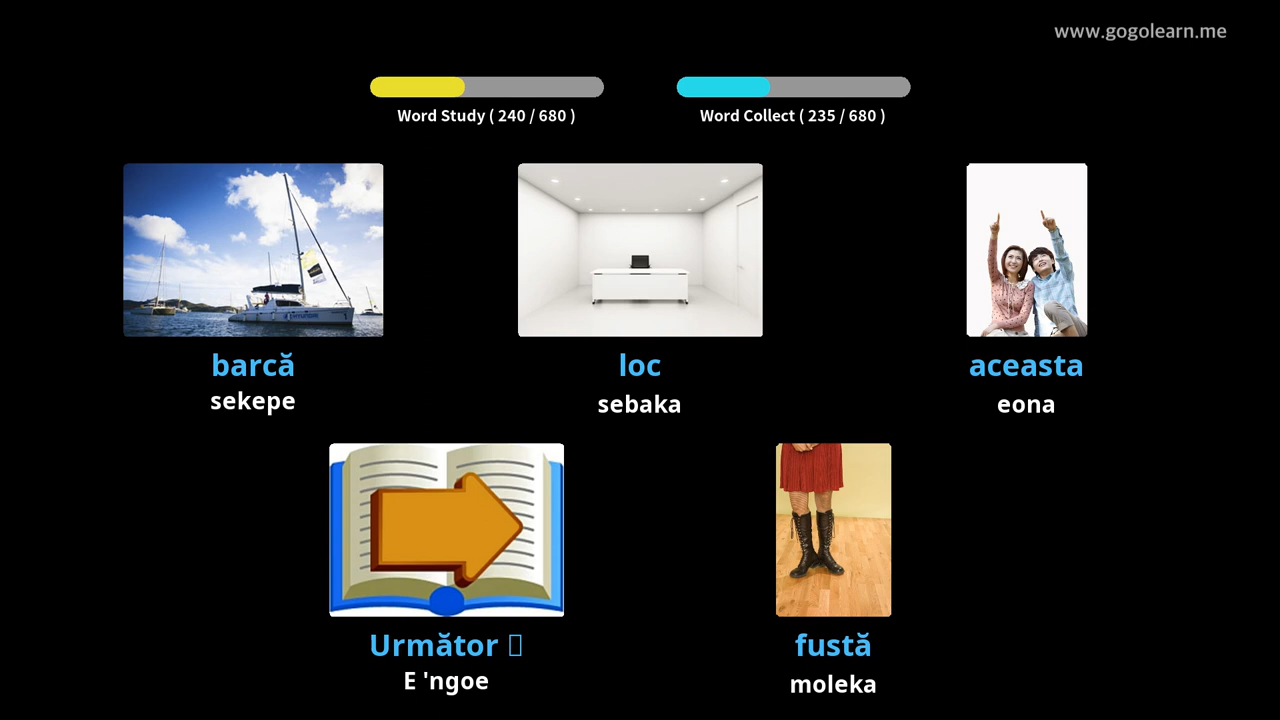 www.gogolearn.me
Word Study ( 240 / 680 )
Word Collect ( 235 / 680 )
barcă
loc
aceasta
sekepe
sebaka
eona
Următor
fustă
E 'ngoe
moleka